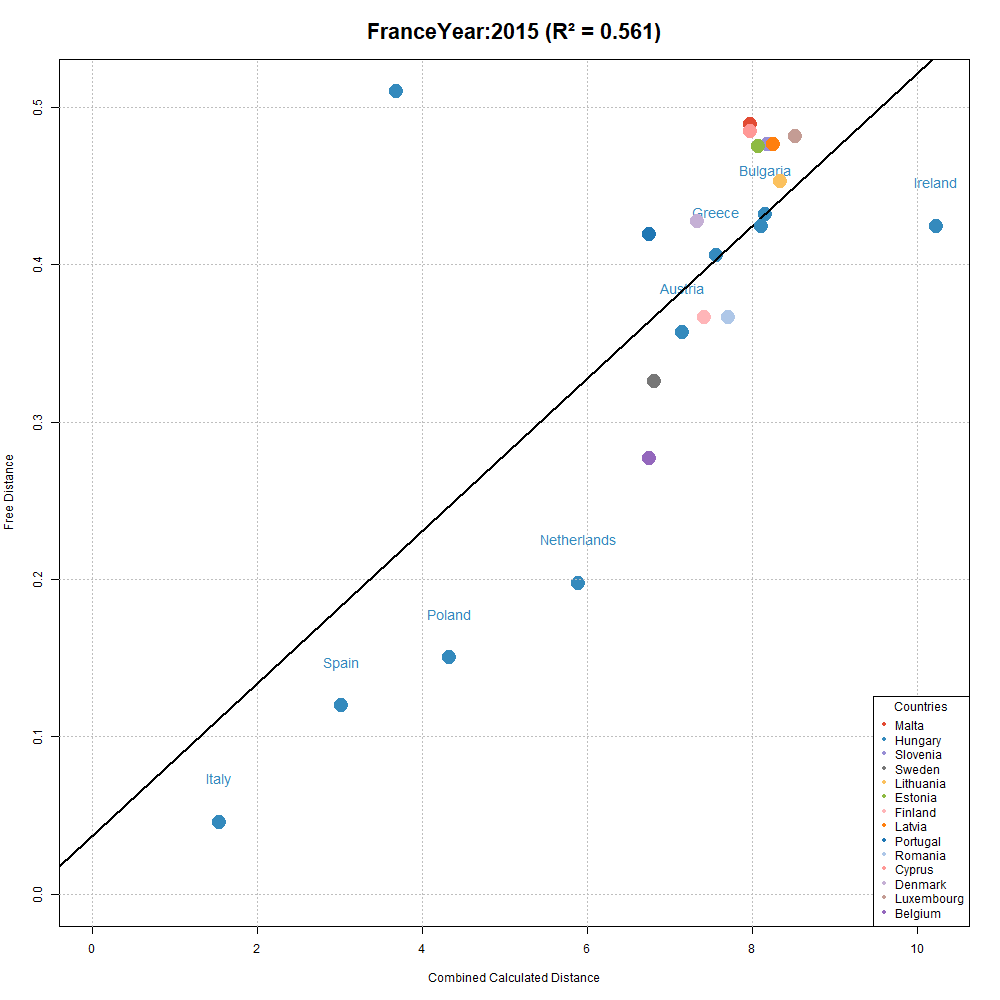 FranceYear:2015 (R² = 0.561)
0.5
0.4
0.3
0.2
0.1
0.0
Free Distance
Bulgaria
Ireland
Greece
Austria
Netherlands
Poland
Spain
Italy
Countries
Malta
Hungary
Slovenia
Sweden
Lithuania
Estonia
Finland
Latvia
Portugal
Romania
Cyprus
Denmark
Luxembourg
Belgium
0 2 4 6 8 10
Combined Calculated Distance